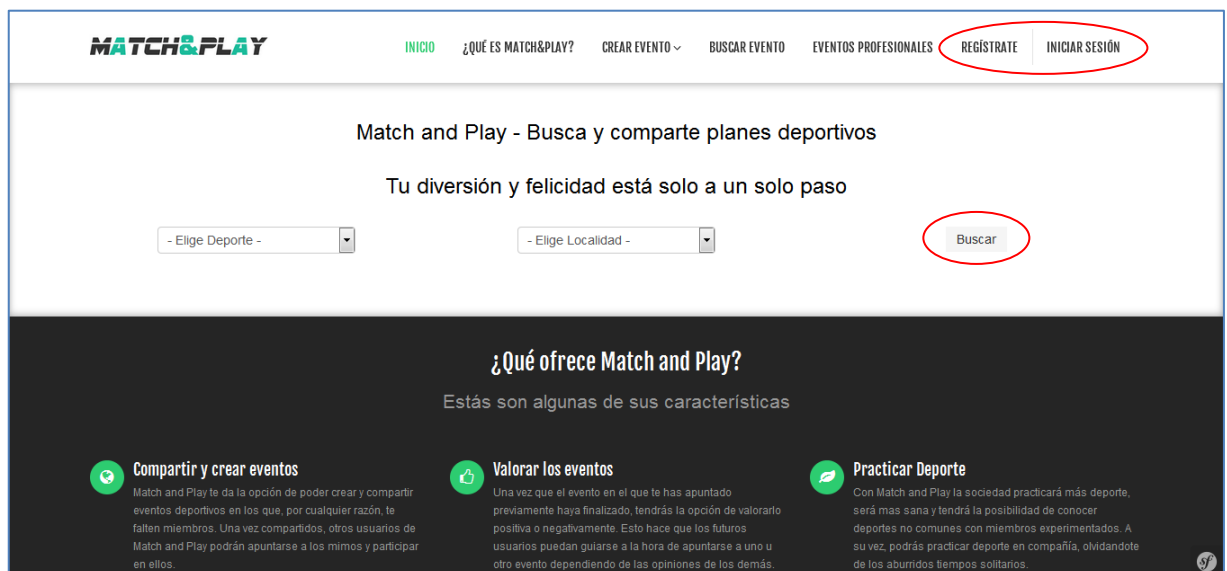 MATCH&PLAY
INICIO ¿QUÉ ES MATCH&PLAY? CREAR EVENTO BUSCAR EVENTO EVENTOS PROFESIONALES REGÍSTRATE INICIAR SESIÓN
Match and Play - Busca y comparte planes deportivos
Tu diversión y felicidad está solo a un solo paso
- Elige Deporte - - Elige Localidad - Buscar
¿Qué ofrece Match and Play?
Estás son algunas de sus características
Compartir y crear eventos
Match and Play te da la opción de poder crear y compartir
eventos deportivos en los que, por cualquier razón, te
falten miembros. Una vez compartidos, otros usuarios de
Match and Play podrán apuntarse a los mimos y participar
en ellos.
Valorar los eventos
Una vez que el evento en el que te has apuntado
previamente haya finalizado, tendrás la opción de valorarlo
positiva o negativamente. Esto hace que los futuros
usuarios puedan guiarse a la hora de apuntarse a uno u
otro evento dependiendo de las opiniones de los demás.
Practicar Deporte
Con Match and Play la sociedad practicará más deporte,
será mas sana y tendrá la posibilidad de conocer
deportes no comunes con miembros experimentados. A
su vez, podrás practicar deporte en compañía, olvidandote
de los aburridos tiempos solitarios.
sf